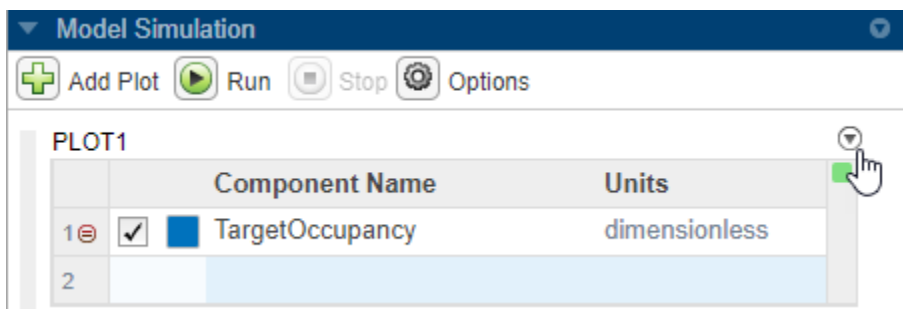 Model Simulation
Add Plot Run Stop Options
PLOT1
Component Name Units
1 TargetOccupancy dimensionless
2